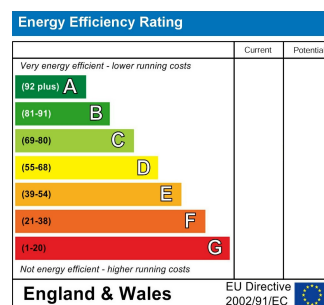 Energy Efficiency Rating
Current Potentia
Very energy efficient - lower running costs
(92 plus) A
(81-91) B
(69-80) C
(55-68) D
(39-54) E
(21-38) F
(1-20) G
Not energy efficient - higher running costs
England & Wales
EU Directive
2002/91/EC